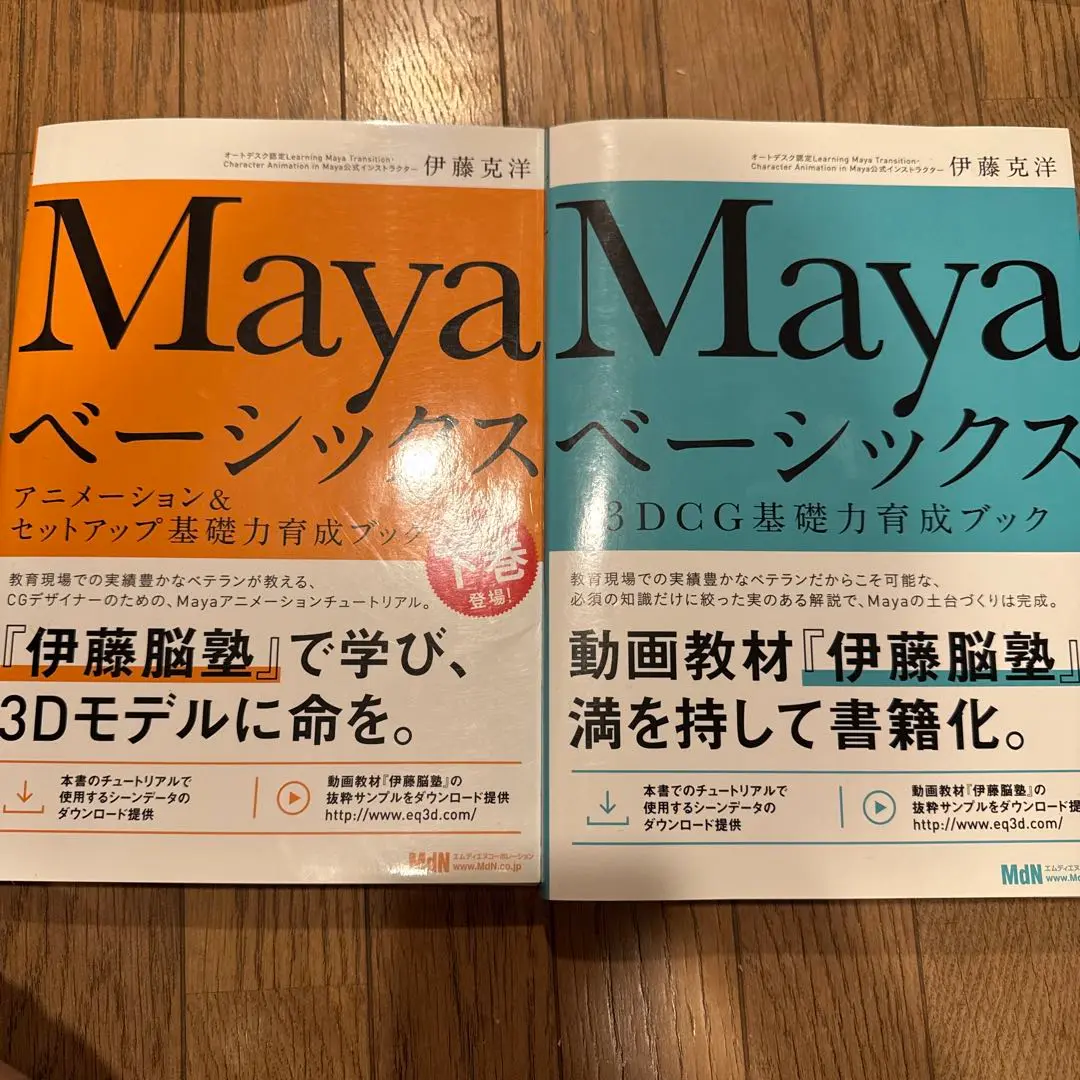 オートデスク認定Learning Maya Transition・
Character Animation in Maya公式インストラクター
伊藤克洋
Maya
ベーシックス
アニメーション&
セットアップ基礎力育成ブック
下巻
登場!
教育現場での実績豊かなベテランが教える、
CGデザイナーのための、Mayaアニメーションチュートリアル。
『伊藤脳塾』で学び、
3Dモデルに命を。
本書のチュートリアルで
使用するシーンデータの
ダウンロード提供
動画教材『伊藤脳塾』の
抜粋サンプルをダウンロード提供
http://www.eq3d.com/
MdN
エムディエヌコーポレーション
www.MdN.co.jp
オートデスク認定Learning Maya Transition・
Character Animation in Maya公式インストラクター
伊藤克洋
Maya
ベーシックス
3DCG基礎力育成ブック
教育現場での実績豊かなベテランだからこそ可能な、
必須の知識だけに絞った実のある解説で、Mayaの土台づくりは完成。
動画教材『伊藤脳塾』
満を持して書籍化。
本書でのチュートリアルで
使用するシーンデータの
ダウンロード提供
動画教材『伊藤脳塾』の
抜粋サンプルをダウンロード提
http://www.eq3d.com/
MdN
エムディエヌ
www.Md